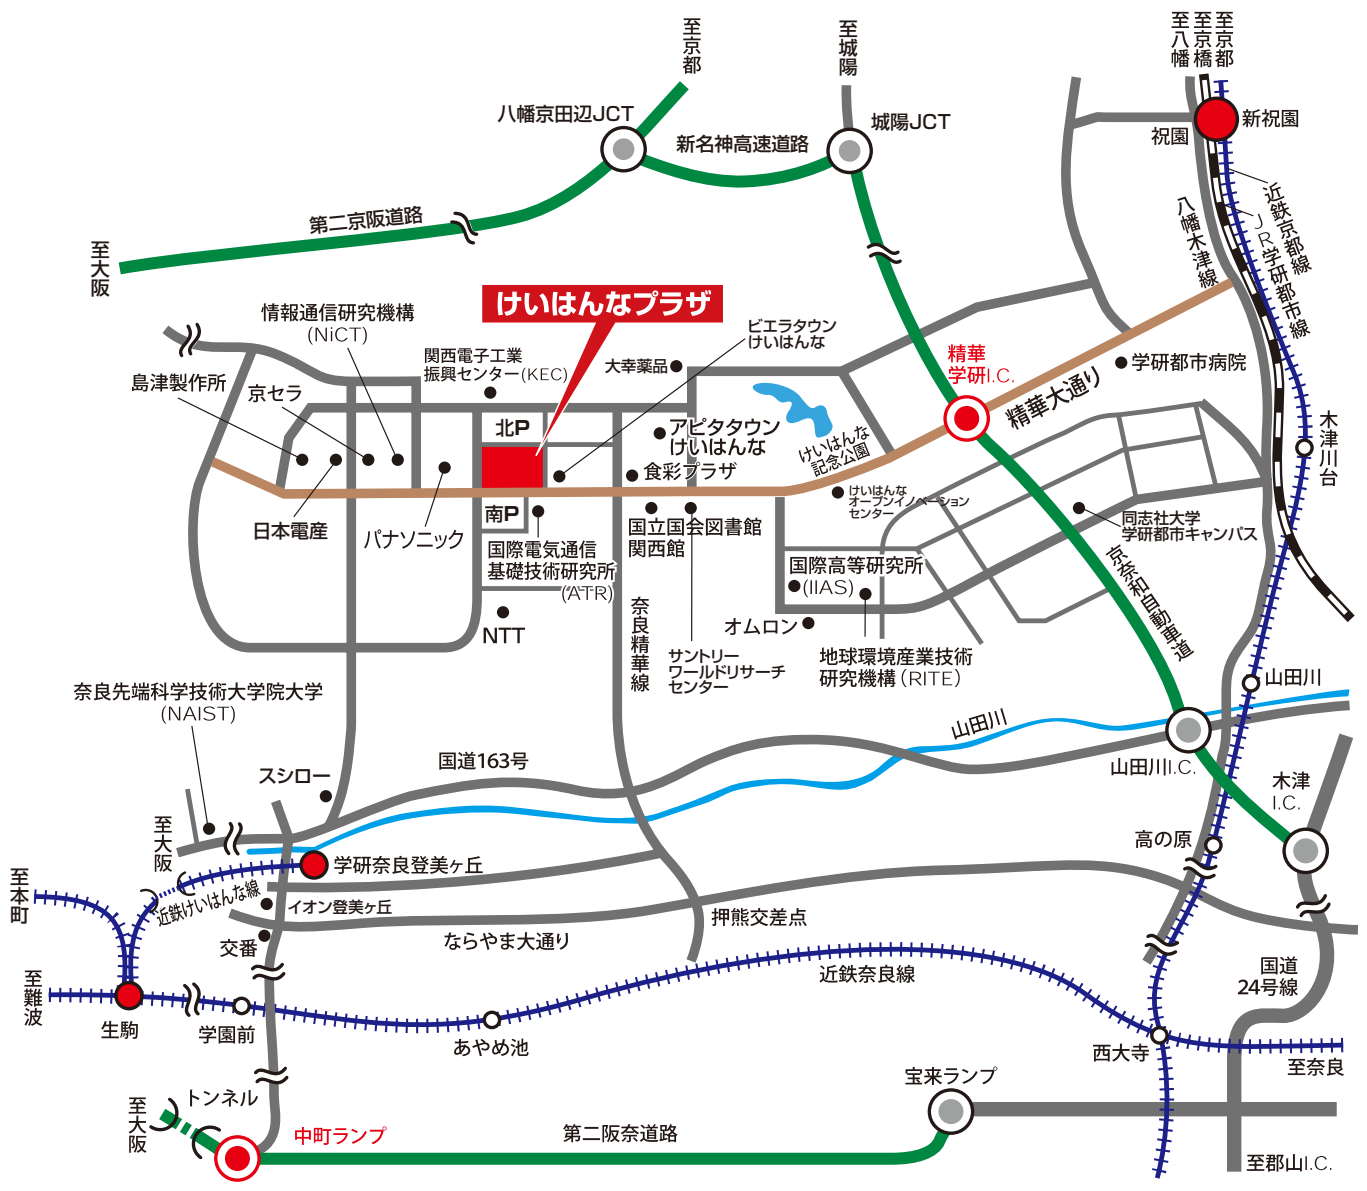 至京都
至城陽
至八幡
至京橋
至京都
八幡京田辺JCT
新名神高速道路
城陽JCT
祝園
新祝園
第二京阪道路
至大阪
八幡木津線
近鉄京都線
JR学研都市線
けいはんなプラザ
情報通信研究機構
(NiCT)
関西電子工業
振興センター(KEC)
大幸薬品
ビエラタウン
けいはんな
精華
学研I.C.
学研都市病院
精華大通り
島津製作所
京セラ
北P
アピタタウン
けいはんな
けいはんな
記念公園
木津川台
食彩プラザ
けいはんな
オープンイノベーション
センター
日本電産
パナソニック
南P
国際電気通信
基礎技術研究所
(ATR)
国立国会図書館
関西館
同志社大学
学研都市キャンパス
国際高等研究所
(IIAS)
京奈和自動車道
NTT
奈良精華線
サントリー
ワールドリサーチ
センター
オムロン
地球環境産業技術
研究機構(RITE)
山田川
奈良先端科学技術大学院大学
(NAIST)
山田川
国道163号
スシロー
山田川I.C.
木津
I.C.
至大阪
高の原
学研奈良登美ヶ丘
至本町
近鉄けいはんな線
イオン登美ヶ丘
押熊交差点
交番
ならやま大通り
近鉄奈良線
国道
24号線
至難波
生駒
学園前
あやめ池
西大寺
至奈良
宝来ランプ
トンネル
至大阪
中町ランプ
第二阪奈道路
至郡山I.C.